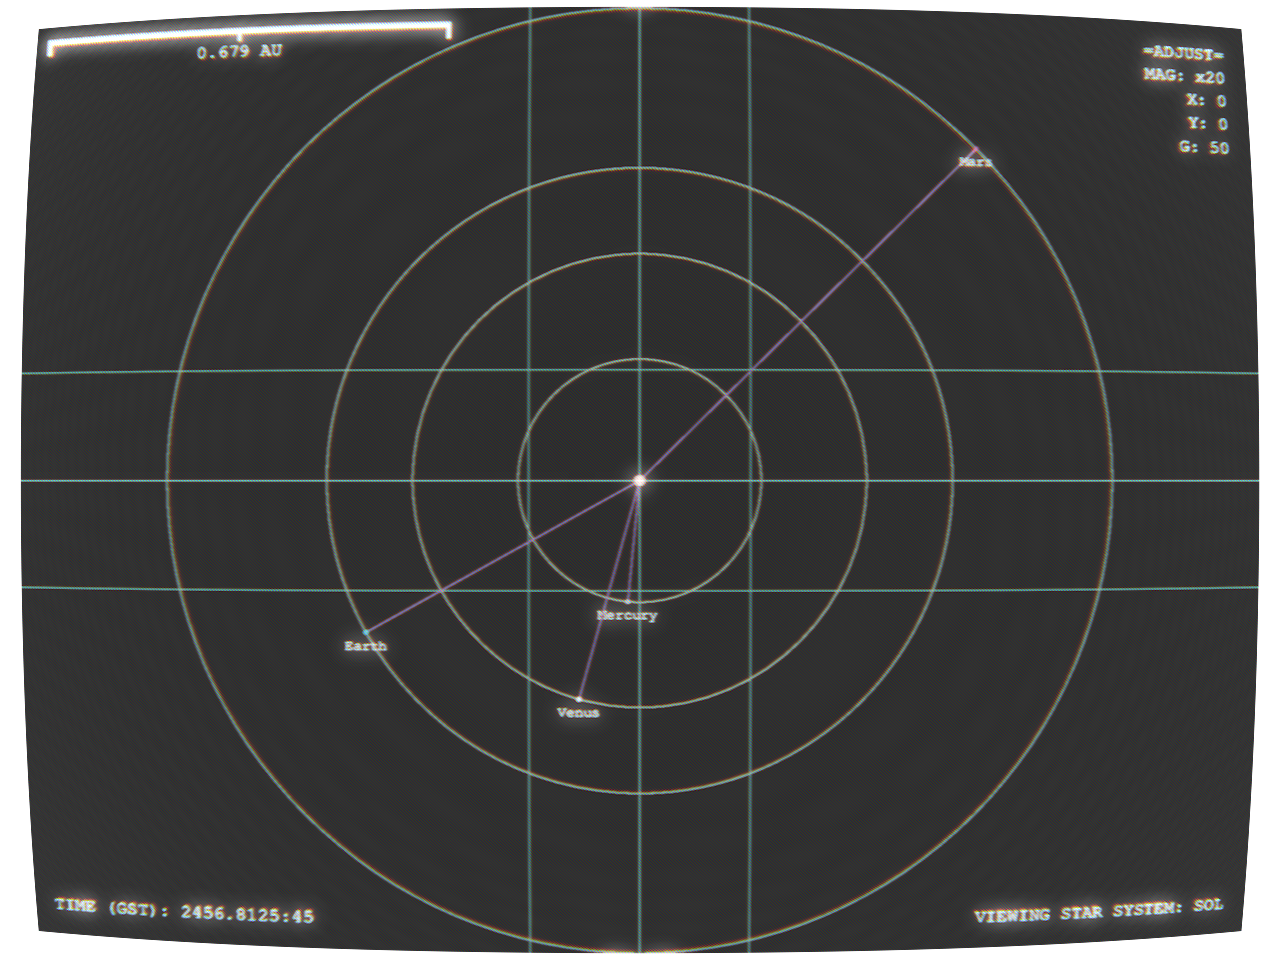 0.679 AU
=ADJUST=
MAG: x20
X: 0
Y: 0
G: 50
Mars
Mercury
Earth
Venus
TIME (GST): 2456.8125:45
VIEWING STAR SYSTEM: SOL